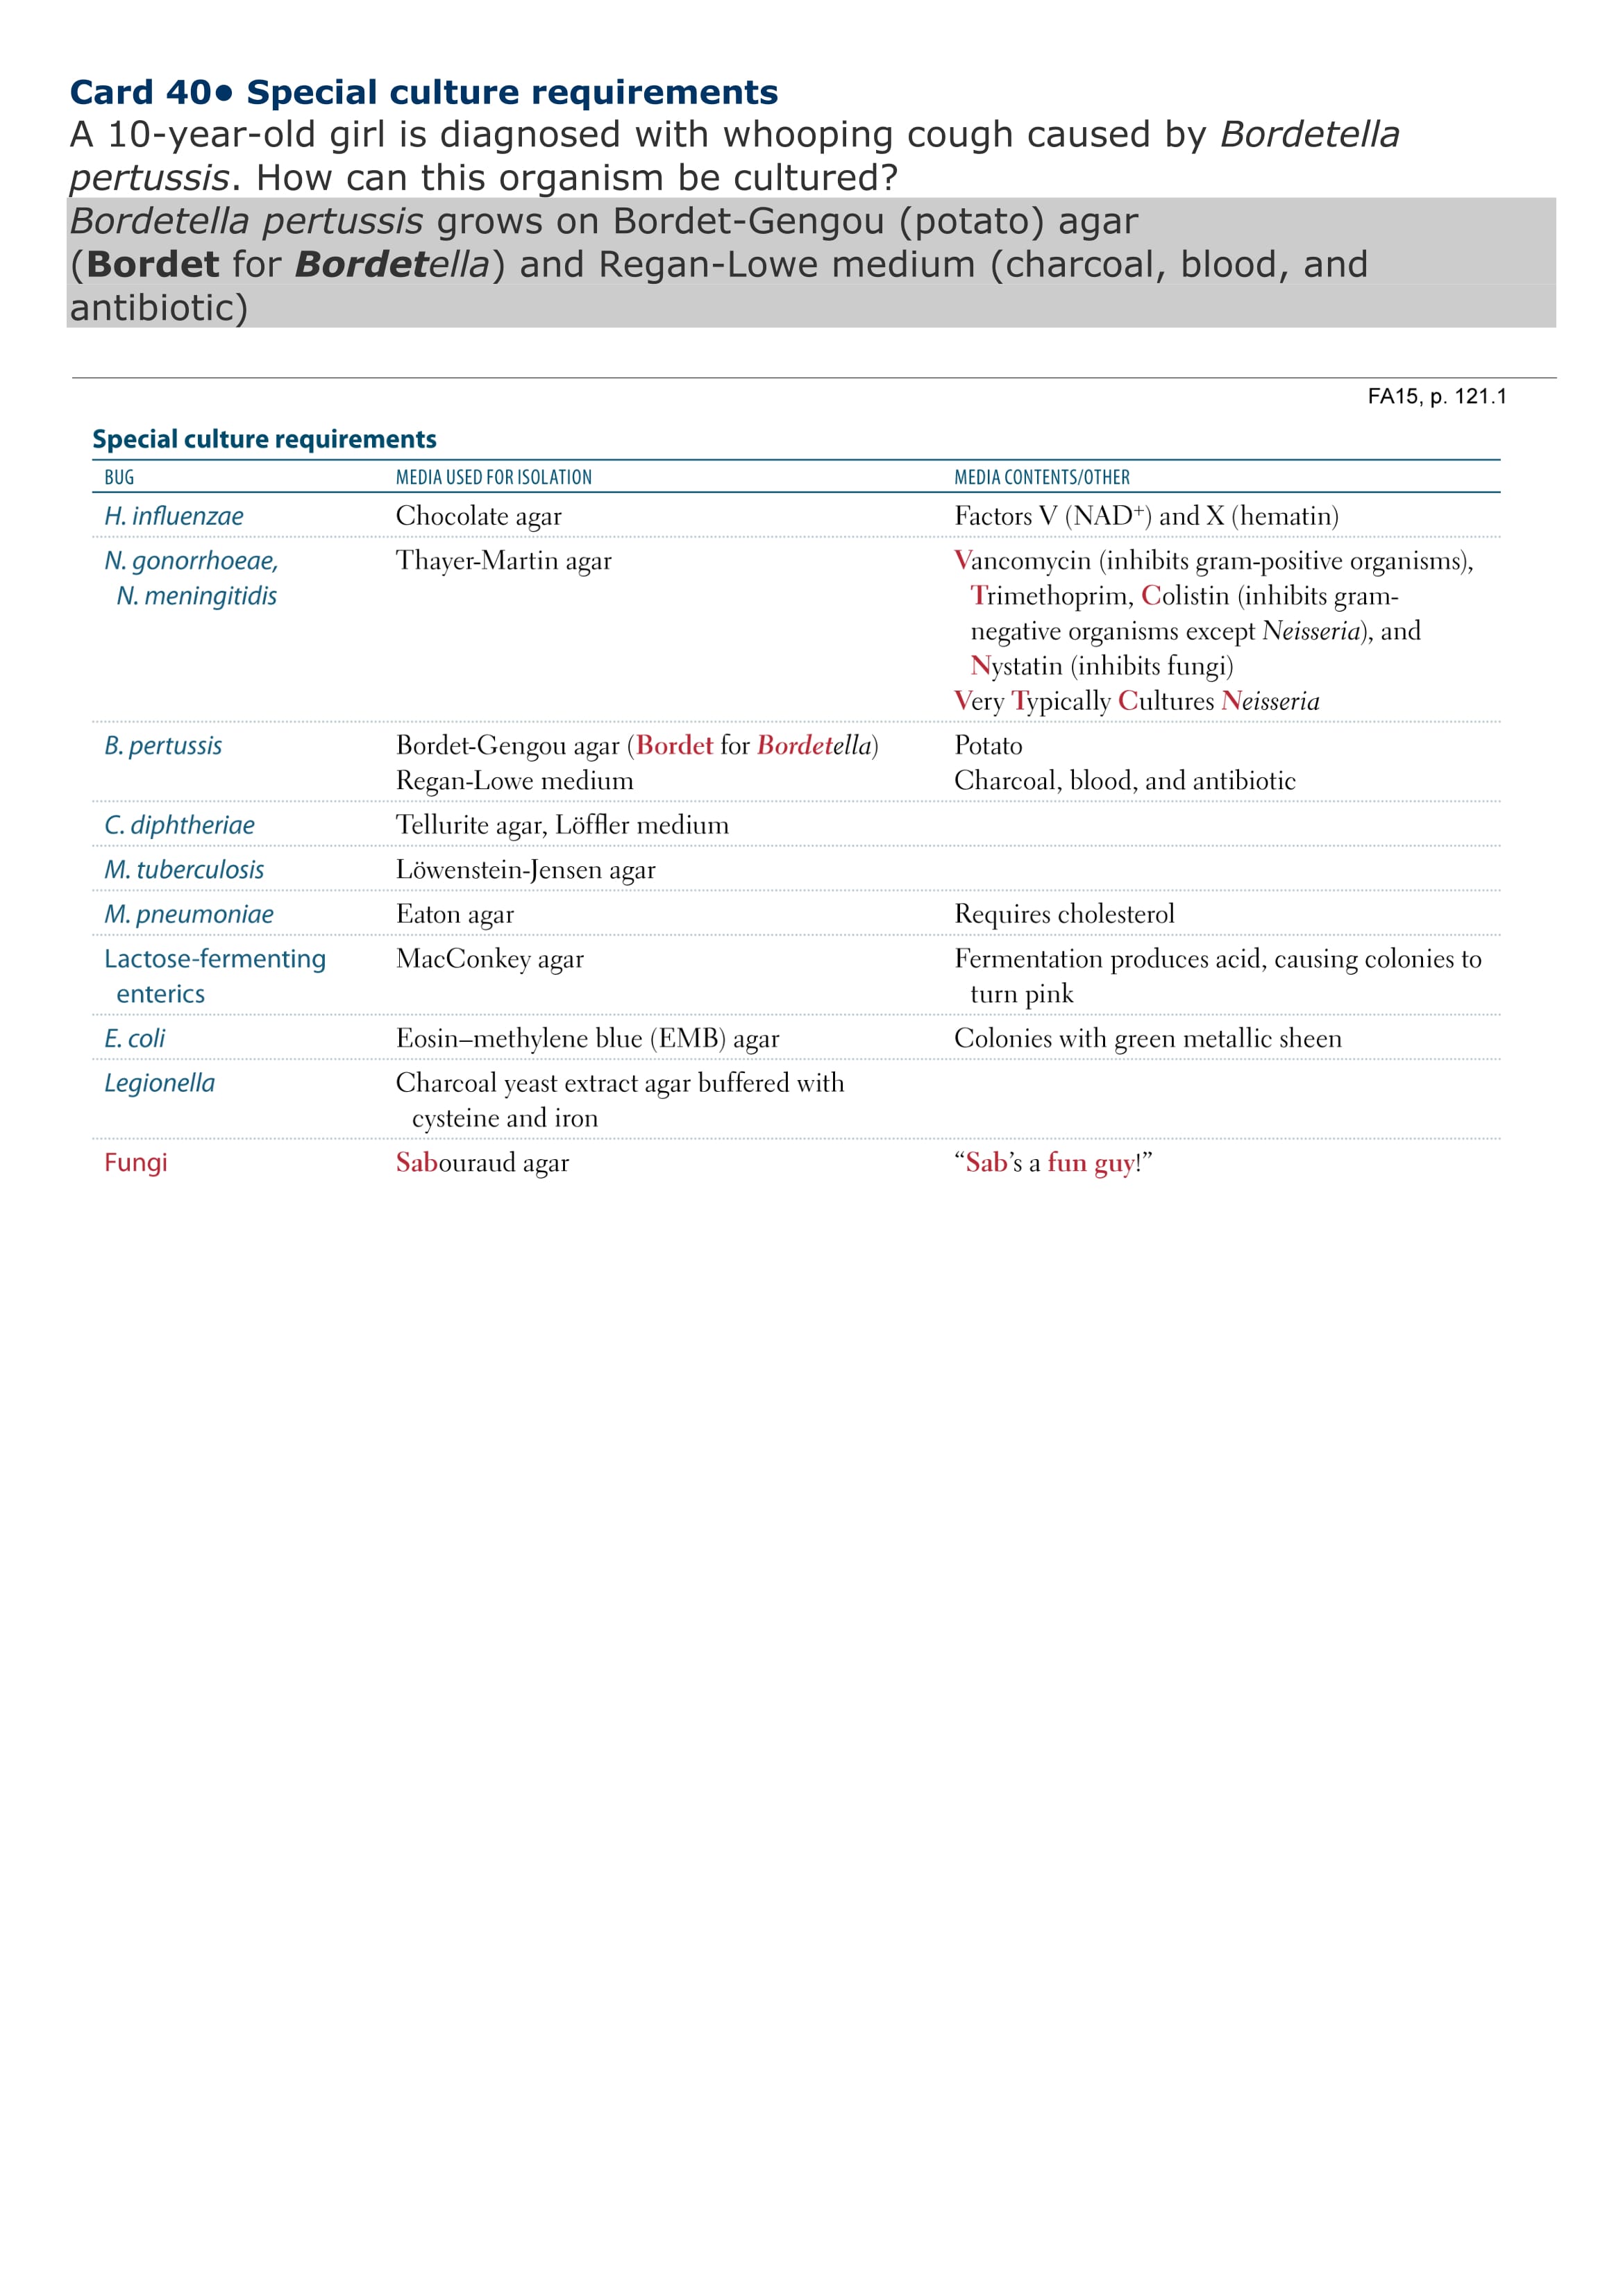 Card 40● Special culture requirements
A 10-year-old girl is diagnosed with whooping cough caused by Bordetella
pertussis. How can this organism be cultured?
Bordetella pertussis grows on Bordet-Gengou (potato) agar
(Bordet for Bordetella) and Regan-Lowe medium (charcoal, blood, and
antibiotic)
FA15, p. 121.1
Special culture requirements
BUG MEDIA USED FOR ISOLATION MEDIA CONTENTS/OTHER
H. influenzae Chocolate agar Factors V (NAD⁺) and X (hematin)
N. gonorrhoeae, Thayer-Martin agar Vancomycin (inhibits gram-positive organisms),
N. meningitidis Trimethoprim, Colistin (inhibits gram-
negative organisms except Neisseria), and
Nystatin (inhibits fungi)
Very Typically Cultures Neisseria
B. pertussis Bordet-Gengou agar (Bordet for Bordetella) Potato
Regan-Lowe medium Charcoal, blood, and antibiotic
C. diphtheriae Tellurite agar, Löffler medium
M. tuberculosis Löwenstein-Jensen agar
M. pneumoniae Eaton agar Requires cholesterol
Lactose-fermenting MacConkey agar Fermentation produces acid, causing colonies to
enterics turn pink
E. coli Eosin–methylene blue (EMB) agar Colonies with green metallic sheen
Legionella Charcoal yeast extract agar buffered with
cysteine and iron
Fungi Sabouraud agar “Sab’s a fun guy!”